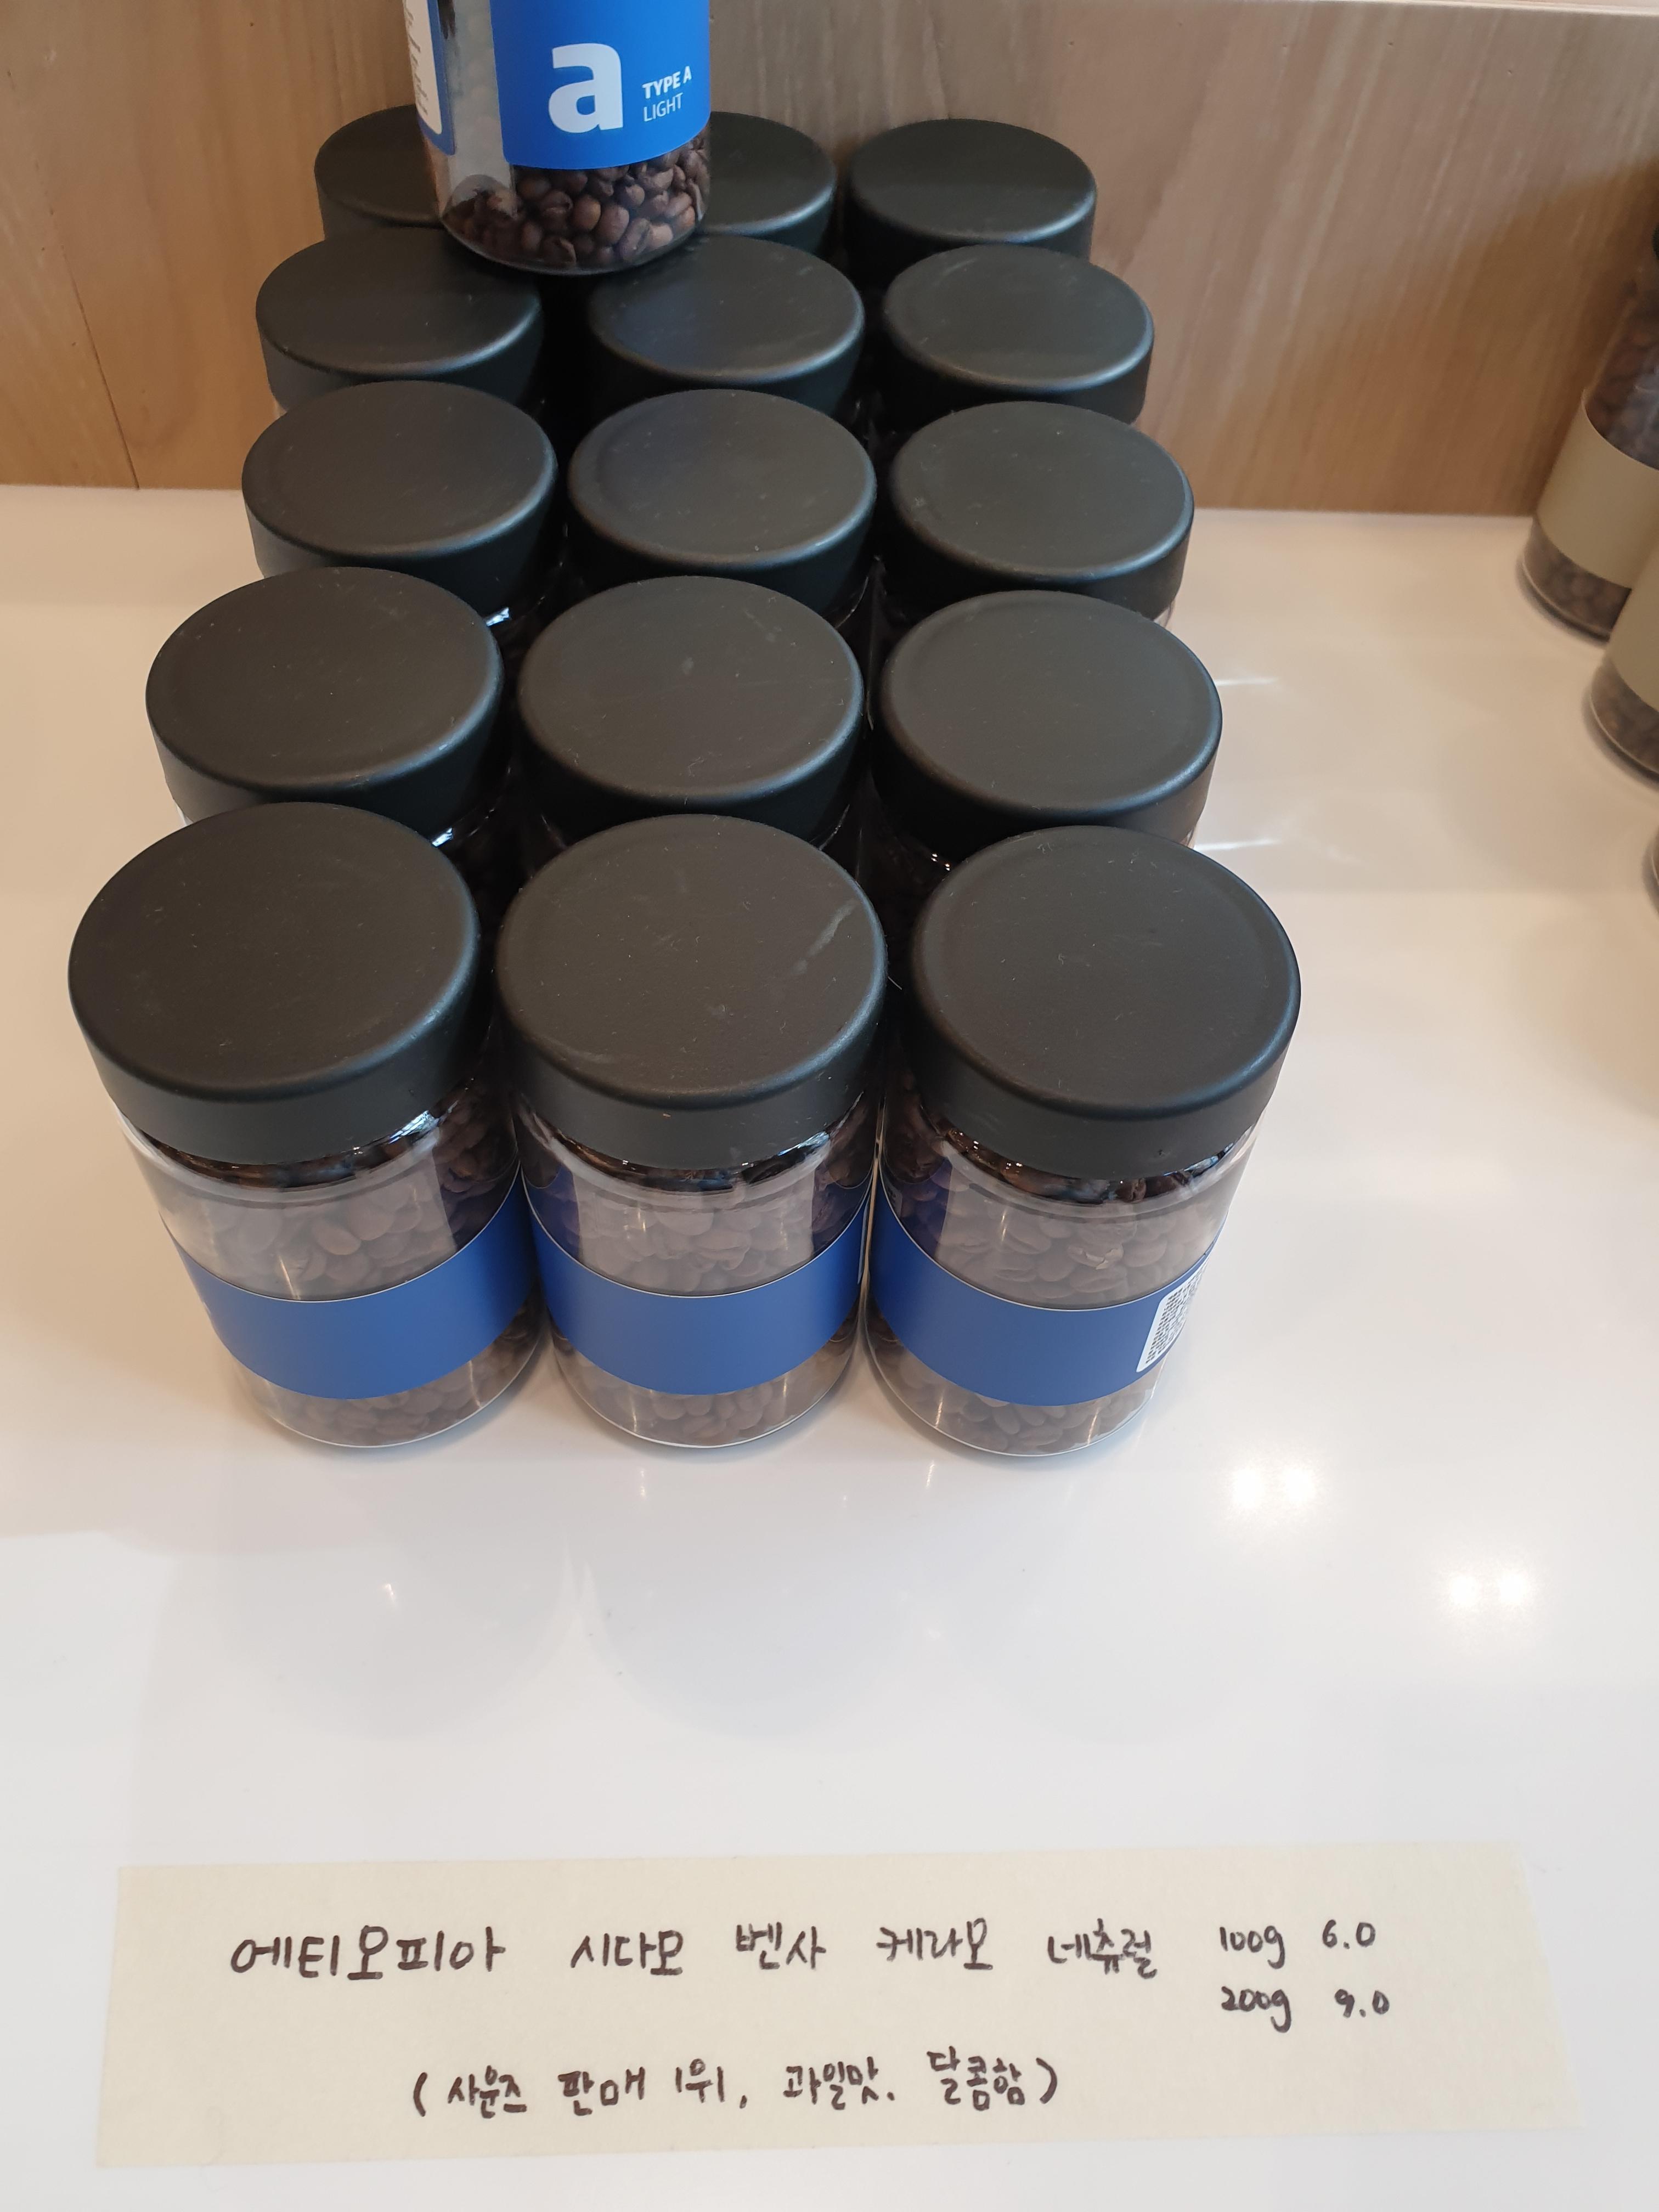 a
TYPE A
LIGHT
에티오피아 시다모 벤사 케라모 네츄럴 100g 6.0
200g 9.0
(사운즈 판매 1위, 과일맛. 달콤함)